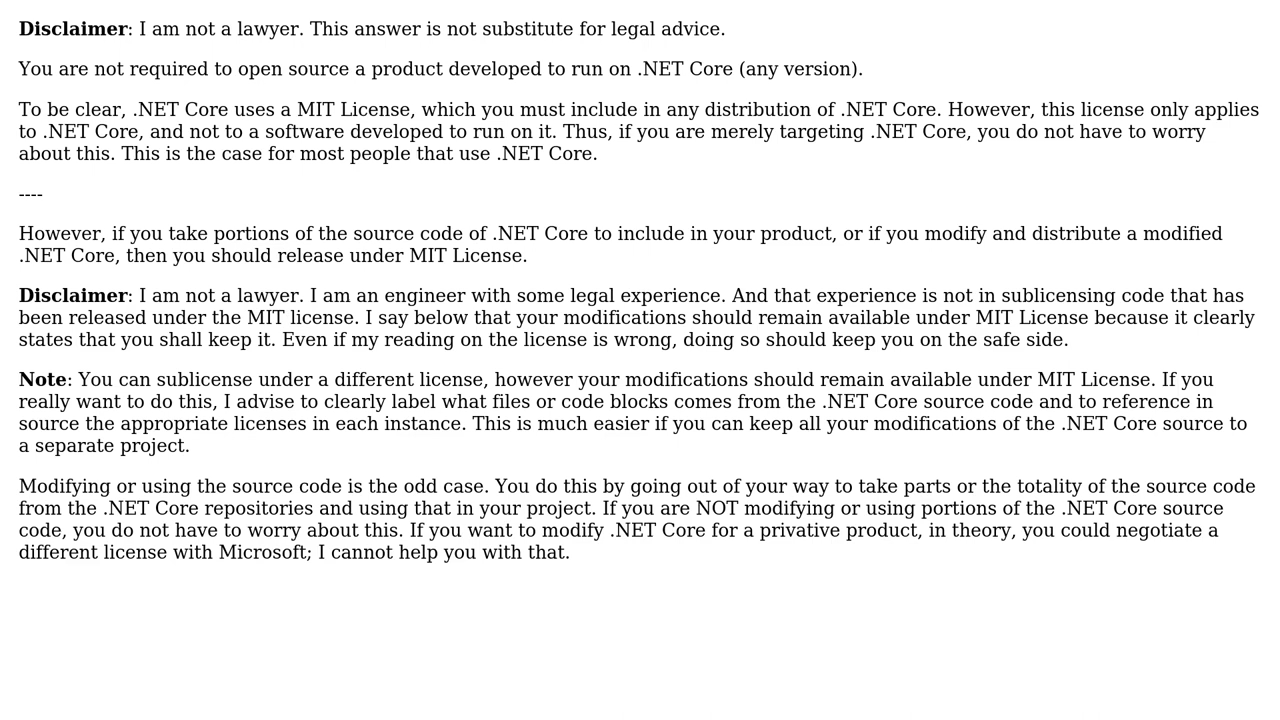 Disclaimer: I am not a lawyer. This answer is not substitute for legal advice.
You are not required to open source a product developed to run on .NET Core (any version).
To be clear, .NET Core uses a MIT License, which you must include in any distribution of .NET Core. However, this license only applies
to .NET Core, and not to a software developed to run on it. Thus, if you are merely targeting .NET Core, you do not have to worry
about this. This is the case for most people that use .NET Core.
----
However, if you take portions of the source code of .NET Core to include in your product, or if you modify and distribute a modified
.NET Core, then you should release under MIT License.
Disclaimer: I am not a lawyer. I am an engineer with some legal experience. And that experience is not in sublicensing code that has
been released under the MIT license. I say below that your modifications should remain available under MIT License because it clearly
states that you shall keep it. Even if my reading on the license is wrong, doing so should keep you on the safe side.
Note: You can sublicense under a different license, however your modifications should remain available under MIT License. If you
really want to do this, I advise to clearly label what files or code blocks comes from the .NET Core source code and to reference in
source the appropriate licenses in each instance. This is much easier if you can keep all your modifications of the .NET Core source to
a separate project.
Modifying or using the source code is the odd case. You do this by going out of your way to take parts or the totality of the source code
from the .NET Core repositories and using that in your project. If you are NOT modifying or using portions of the .NET Core source
code, you do not have to worry about this. If you want to modify .NET Core for a privative product, in theory, you could negotiate a
different license with Microsoft; I cannot help you with that.